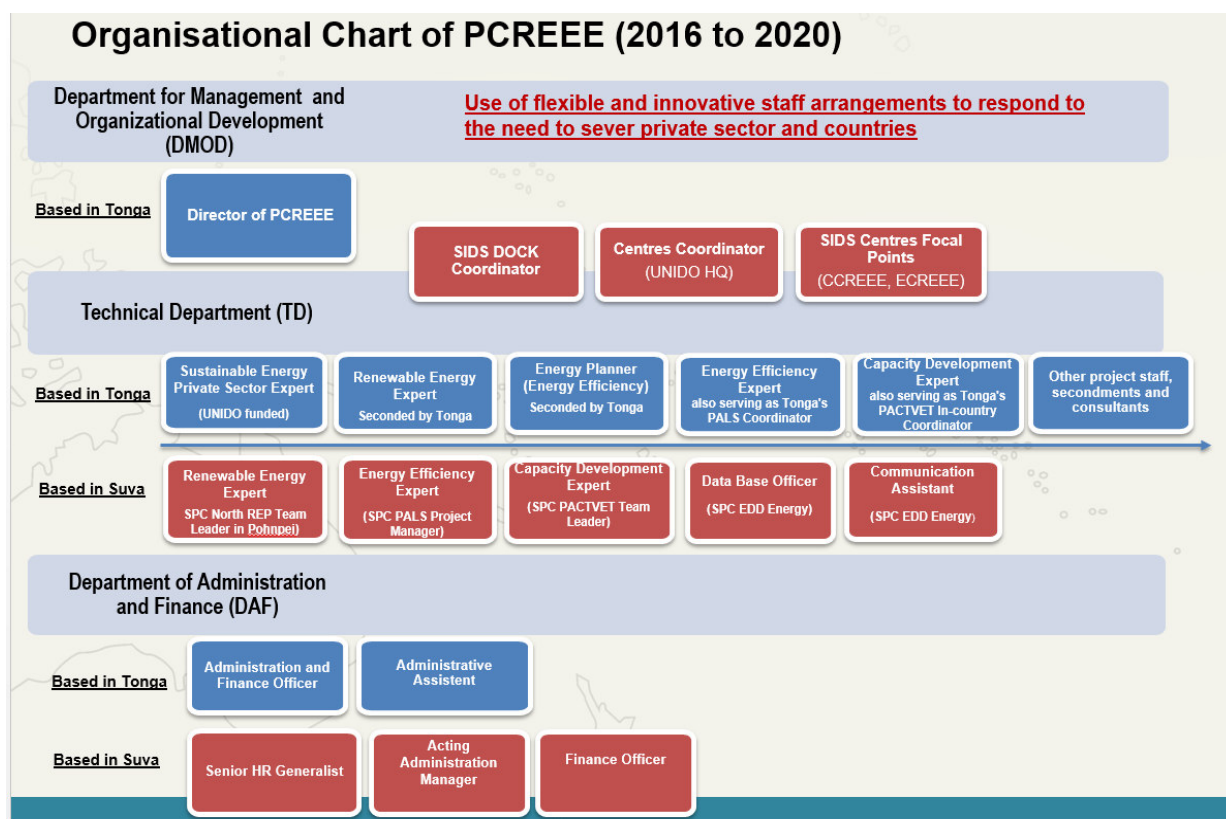 Organisational Chart of PCREEE (2016 to 2020)
Department for Management and
Organizational Development
(DMOD)
Use of flexible and innovative staff arrangements to respond to
the need to sever private sector and countries
Based in Tonga
Director of PCREEE
SIDS DOCK
Coordinator
Centres Coordinator
(UNIDO HQ)
SIDS Centres Focal
Points
(CCREEE, ECREEE)
Technical Department (TD)
Based in Tonga
Sustainable Energy
Private Sector Expert
(UNIDO funded)
Renewable Energy
Expert
Seconded by Tonga
Energy Planner
(Energy Efficiency)
Seconded by Tonga
Energy Efficiency
Expert
also serving as Tonga's
PALS Coordinator
Capacity Development
Expert
also serving as Tonga's
PACTVET In-country
Coordinator
Other project staff,
secondments and
consultants
Based in Suva
Renewable Energy
Expert
SPC North REP Team
Leader in Pohnpei)
Energy Efficiency
Expert
(SPC PALS Project
Manager)
Capacity Development
Expert
(SPC PACTVET Team
Leader)
Data Base Officer
(SPC EDD Energy)
Communication
Assistant
(SPC EDD Energy)
Department of Administration
and Finance (DAF)
Based in Tonga
Administration and
Finance Officer
Administrative
Assistent
Based in Suva
Senior HR Generalist
Acting
Administration
Manager
Finance Officer